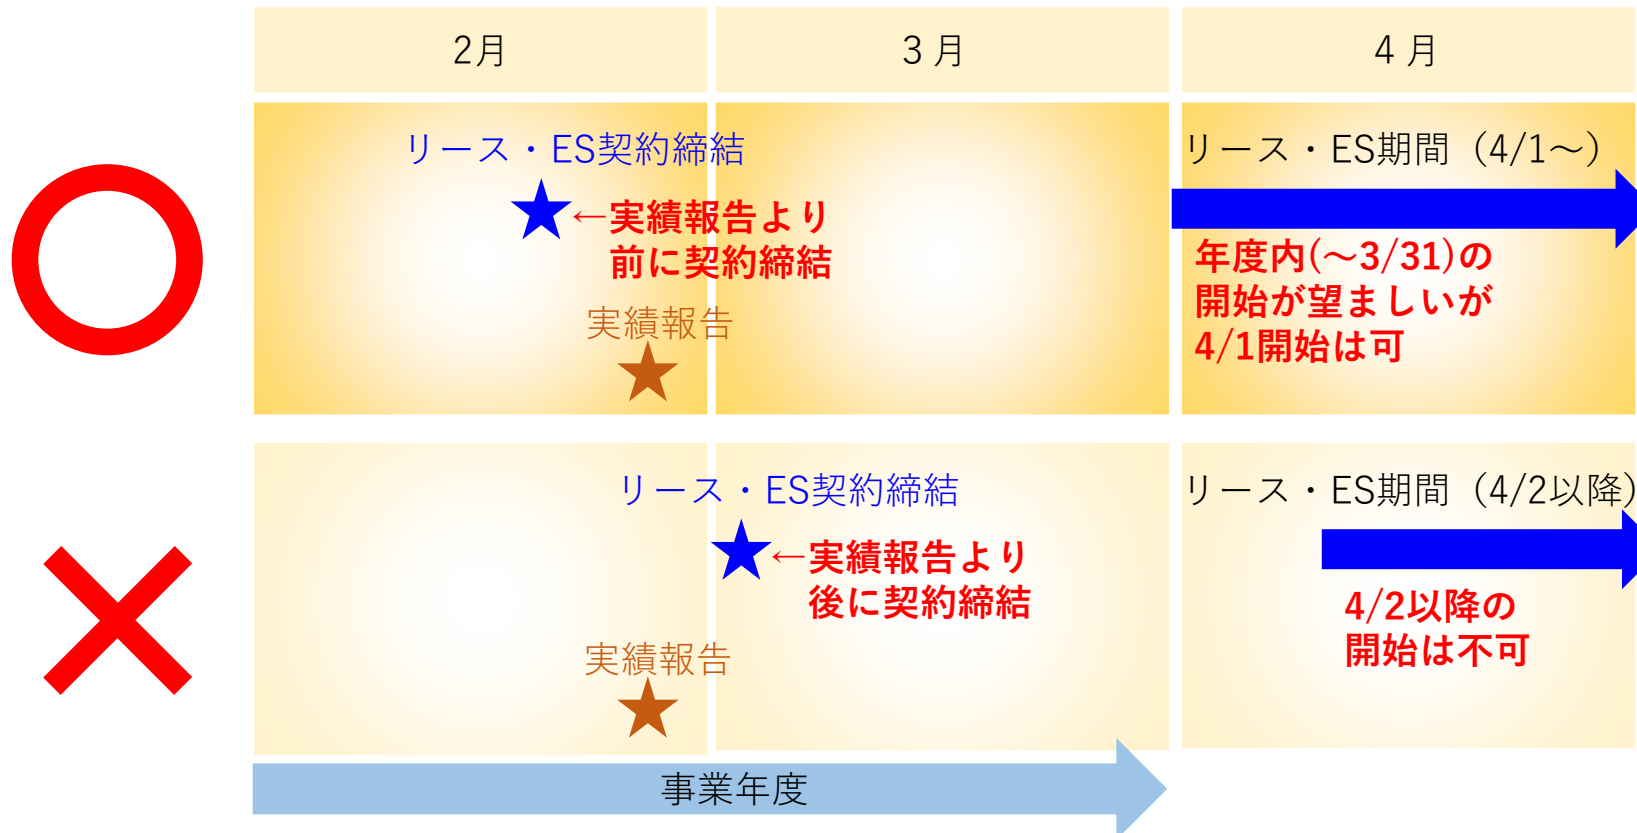 2月
3月
4月
リース・ES契約締結
←実績報告より
前に契約締結
実績報告
リース・ES期間（4/1～）
年度内(～3/31)の
開始が望ましいが
4/1開始は可
リース・ES契約締結
←実績報告より
後に契約締結
実績報告
リース・ES期間（4/2以降)
4/2以降の
開始は不可
事業年度